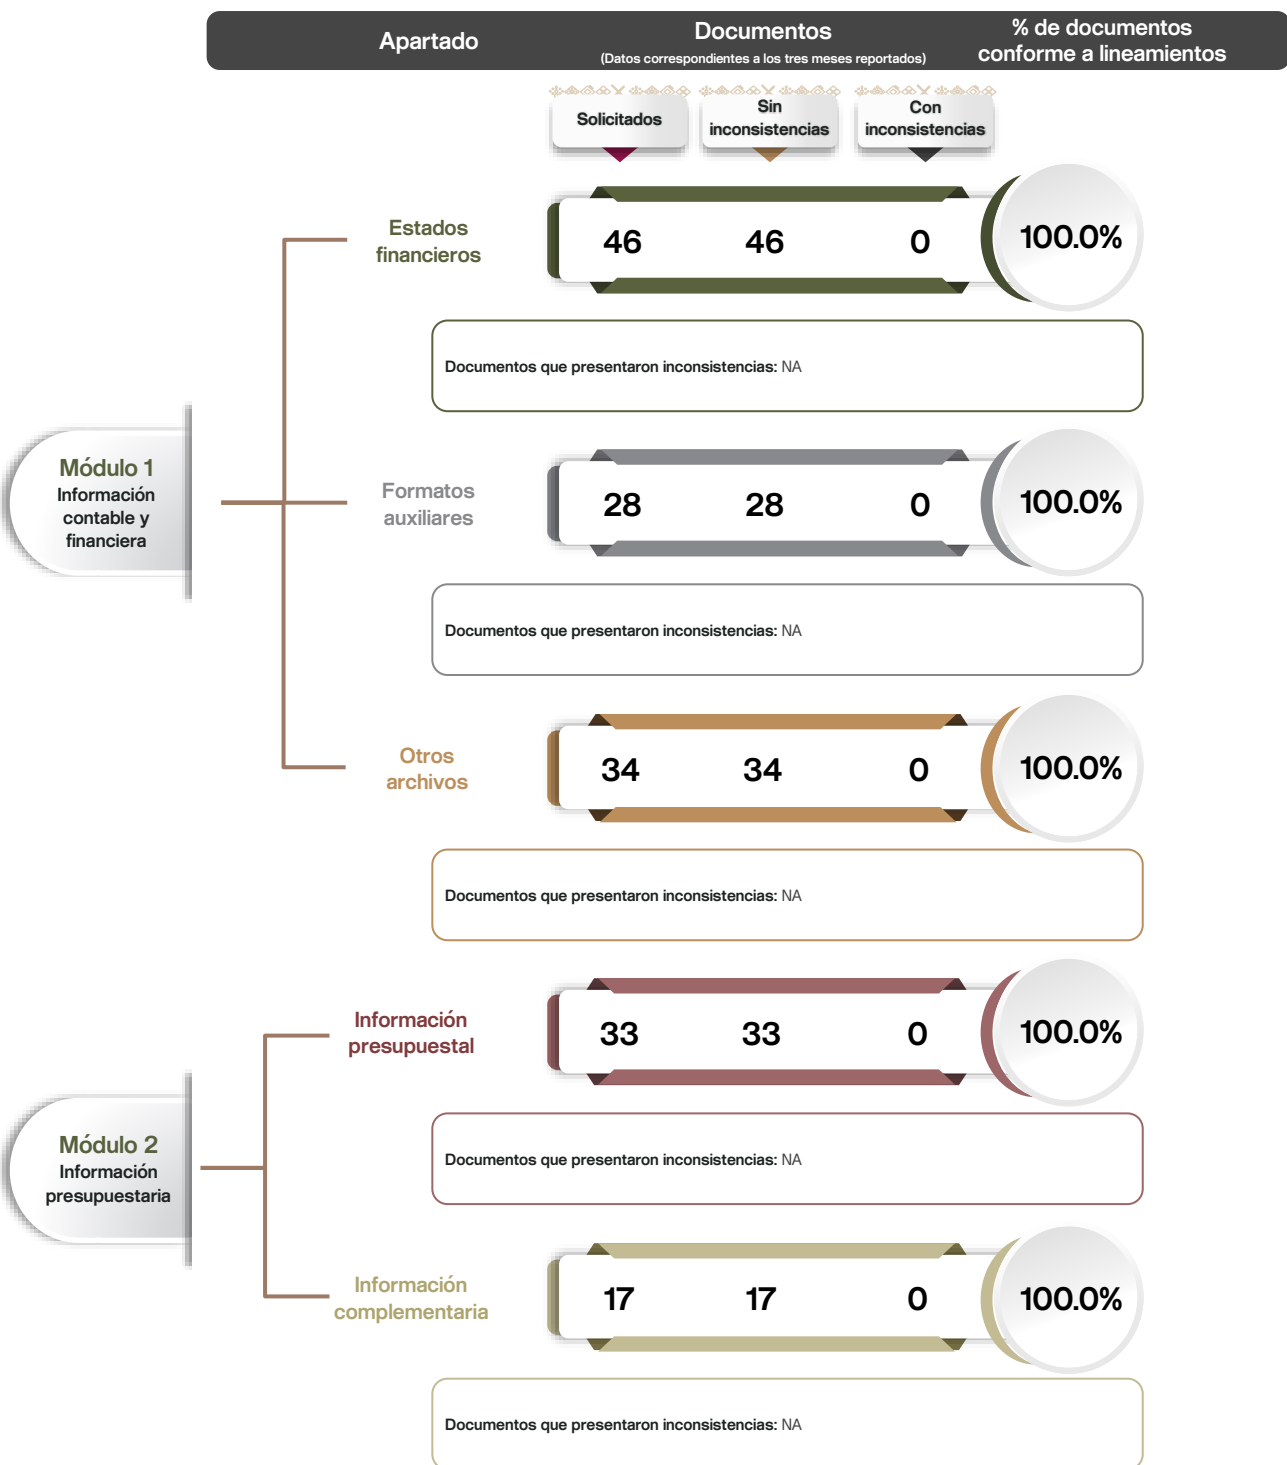 Apartado
Documentos
(Datos correspondientes a los tres meses reportados)
% de documentos
conforme a lineamientos
Solicitados
Sin
inconsistencias
Con
inconsistencias
Módulo 1
Información
contable y
financiera
Estados
financieros
46 46 0 100.0%
Documentos que presentaron inconsistencias: NA
Formatos
auxiliares
28 28 0 100.0%
Documentos que presentaron inconsistencias: NA
Otros
archivos
34 34 0 100.0%
Documentos que presentaron inconsistencias: NA
Módulo 2
Información
presupuestaria
Información
presupuestal
33 33 0 100.0%
Documentos que presentaron inconsistencias: NA
Información
complementaria
17 17 0 100.0%
Documentos que presentaron inconsistencias: NA